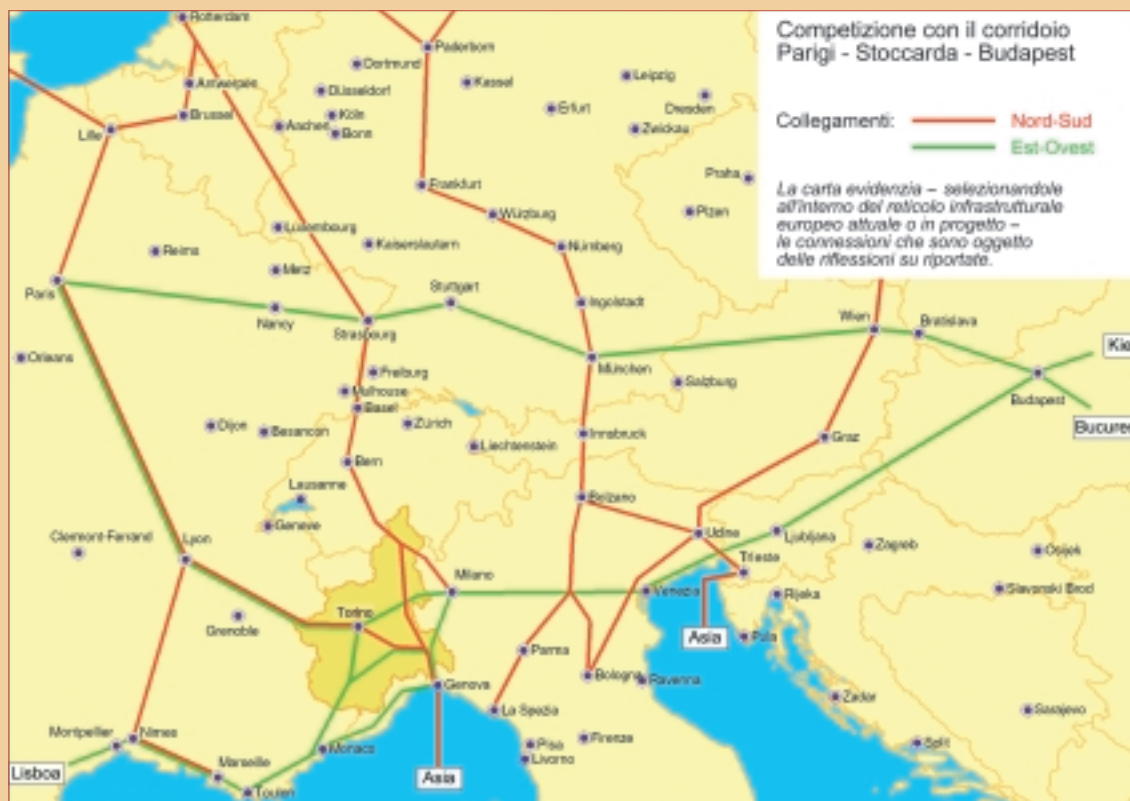 Competizione con il corridoio
Parigi - Stoccarda - Budapest
Collegamenti:
Nord-Sud
Est-Ovest
La carta evidenzia – selezionandole
all'interno del reticolo infrastrutturale
europeo attuale o in progetto –
le connessioni che sono oggetto
delle riflessioni su riportate.
Rotterdam
Paderborn
Dortmund
Kassel
Leipzig
Antwerpen
Düsseldorf
Dresden
Erfurt
Brussel
Köln
Lille
Aachen
Bonn
Zwickau
Praha
Frankfurt
Plzan
Würzburg
Luxembourg
Reims
Kaiserslautarn
Nürnberg
Menz
Paris
Stuttgart
Ingolstadt
Nancy
Strasbourg
Wien
Bratislava
Kie
Orleans
Freiburg
München
Salzburg
Budapest
Mulhouse
Basel
Dijon
Besancon
Zürich
Innsbruck
Graz
Bucures
Liechtenstein
Bern
Lausanne
Bolzano
Geneve
Clermont-Ferrand
Lyon
Udine
Ljubljana
Zagreb
Osijek
Trieste
Milano
Venezia
Rijeka
Slavonski Brod
Torino
Grenoble
Asia
Pula
Parma
Bologna
Ravenna
Genova
Zadar
La Spezia
Sarajevo
Montpellier
Nimes
Monaco
Pisa
Firenze
Split
Livorno
Lisboa
Marseille
Asia
Toulon